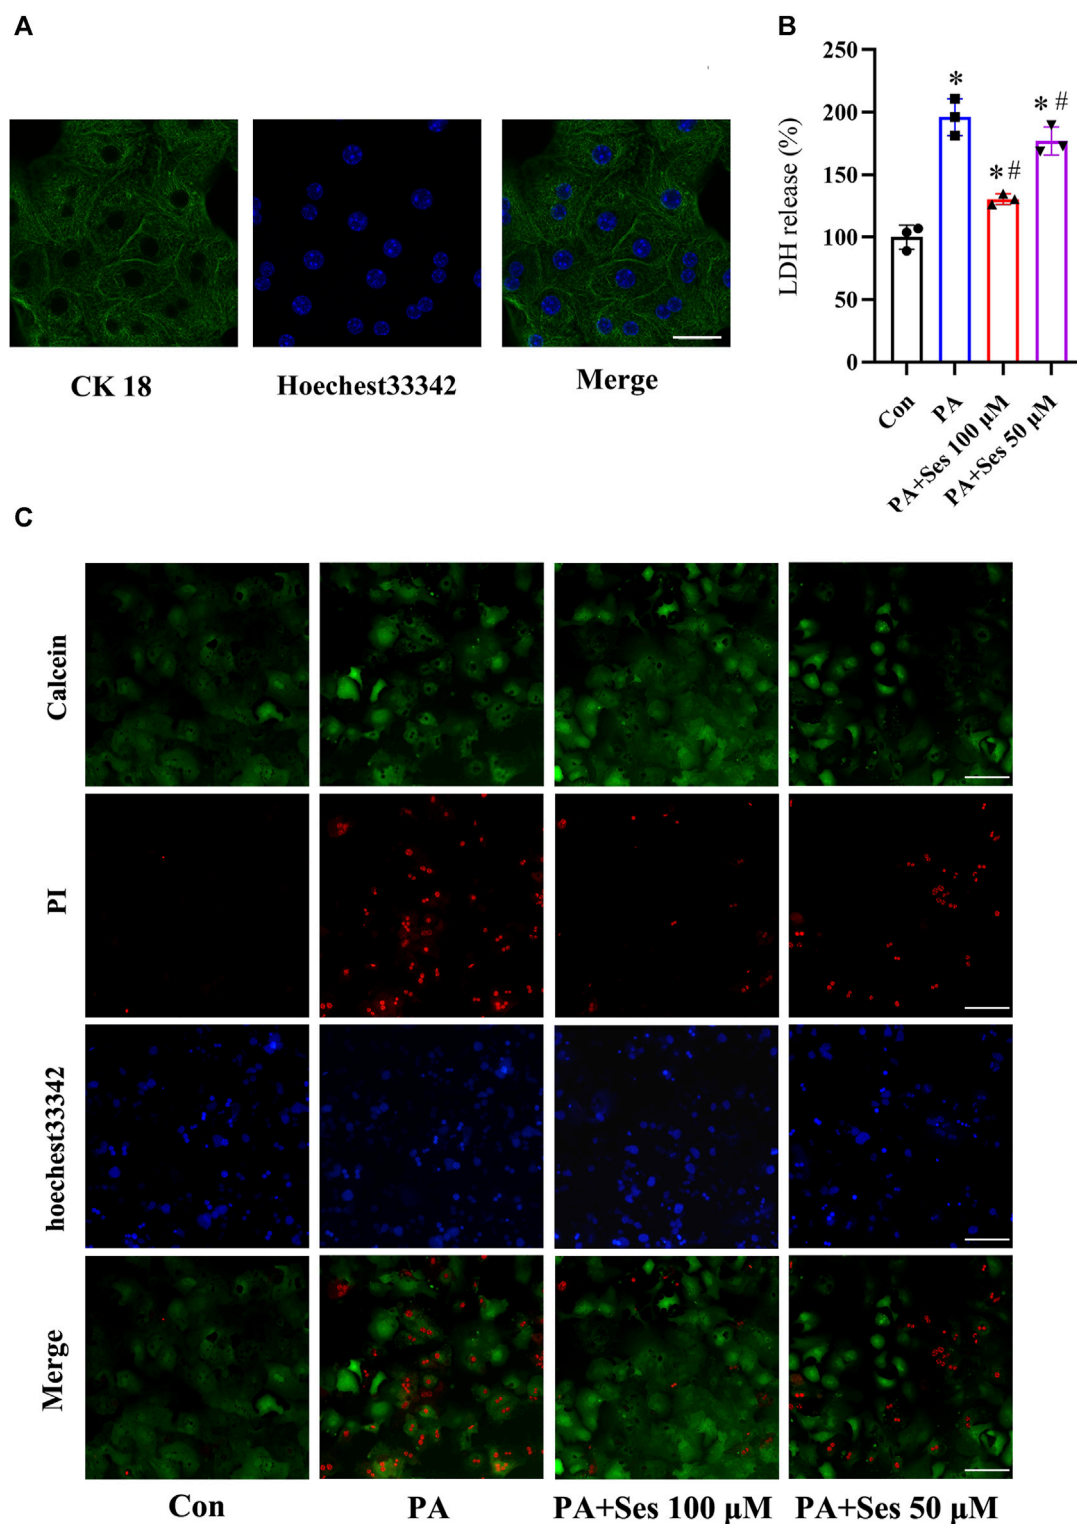 A
CK 18
Hoechest33342
Merge
B
250
200
150
100
50
0
LDH release (%)
*
*#
*#
Con
PA
PA+Ses 100 μM
PA+Ses 50 μM
C
Calcein
PI
hoechest33342
Merge
Con
PA
PA+Ses 100 μM
PA+Ses 50 μM